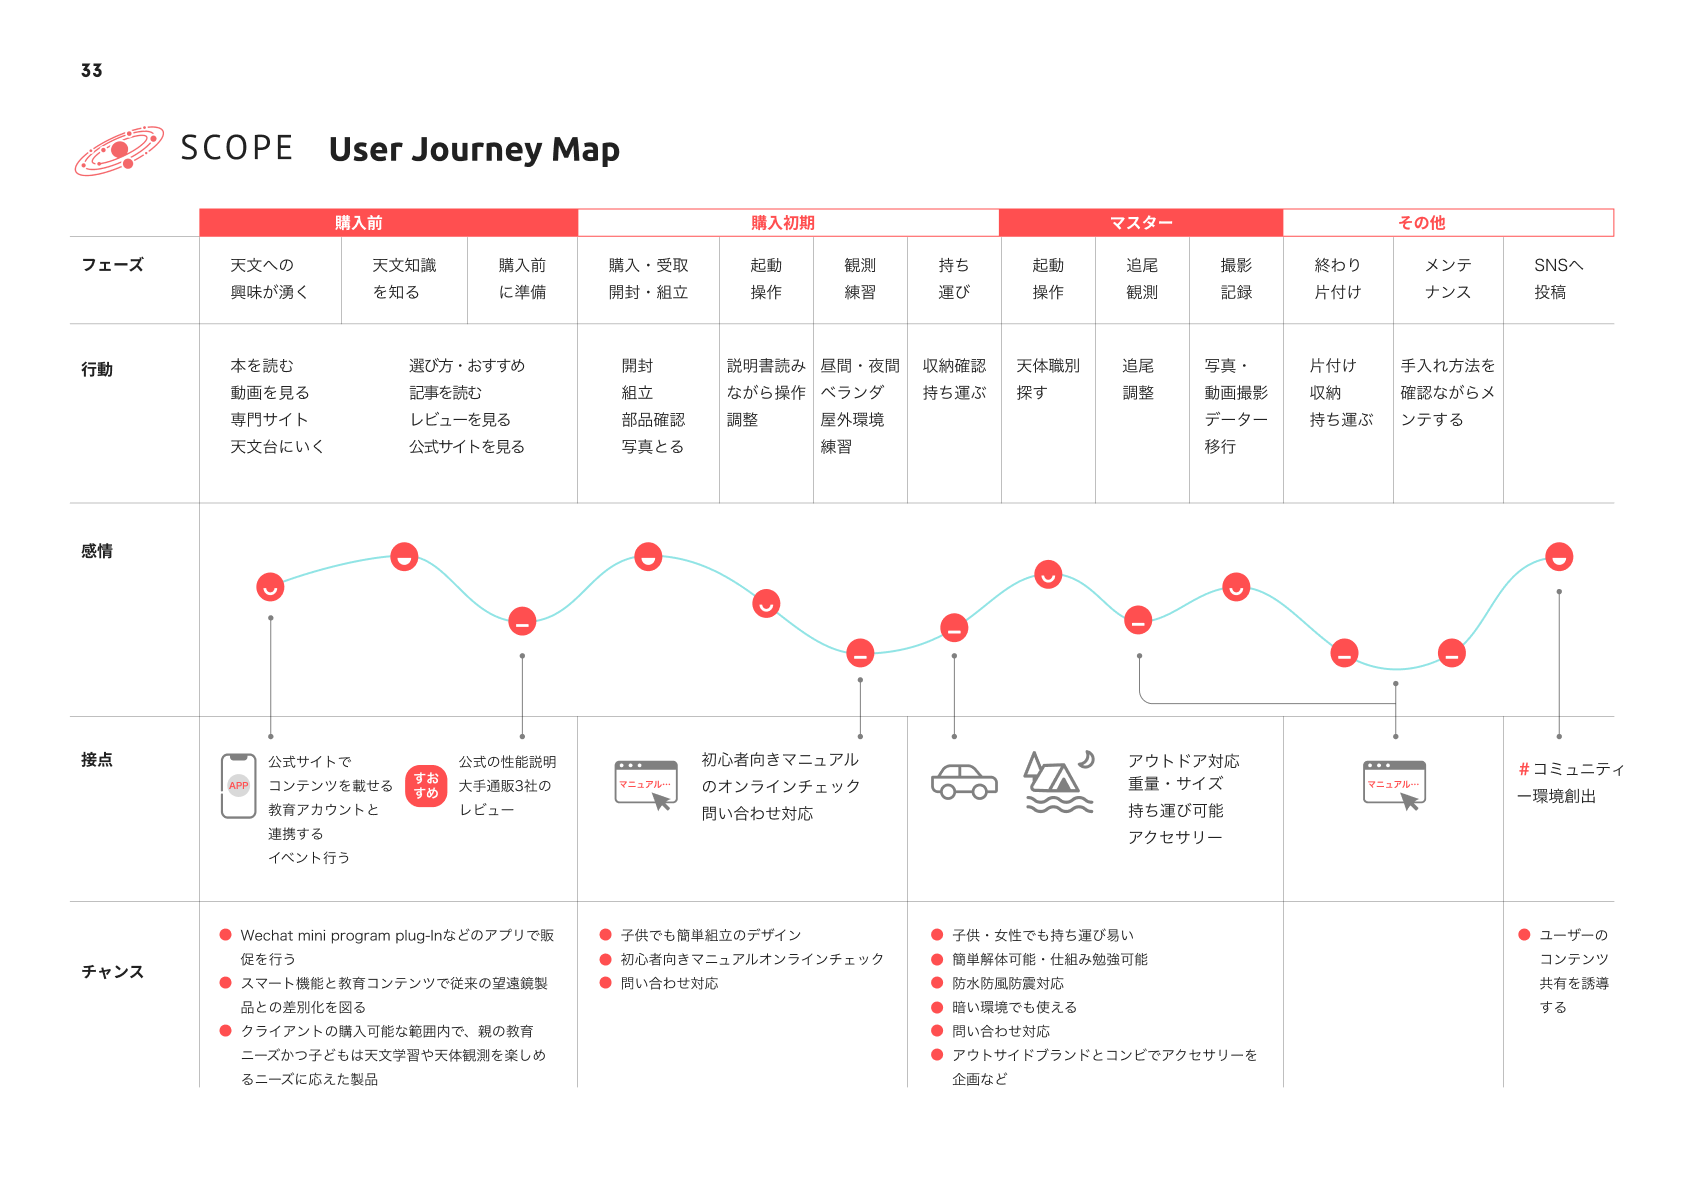 33
SCOPE User Journey Map
購入前
購入初期
マスター
その他
フェーズ
天文への
興味が湧く
天文知識
を知る
購入前
に準備
購入・受取
開封・組立
起動
操作
観測
練習
持ち
運び
起動
操作
追尾
観測
撮影
記録
終わり
片付け
メンテ
ナンス
SNSへ
投稿
行動
本を読む
動画を見る
専門サイト
天文台にいく
選び方・おすすめ
記事を読む
レビューを見る
公式サイトを見る
開封
組立
部品確認
写真とる
説明書読み
ながら操作
調整
昼間・夜間
ベランダ
屋外環境
練習
収納確認
持ち運ぶ
天体職別
探す
追尾
調整
写真・
動画撮影
データー
移行
片付け
収納
持ち運ぶ
手入れ方法を
確認ながらメ
ンテする
感情
接点
APP
公式サイトで
コンテンツを載せる
教育アカウントと
連携する
イベント行う
すお
すめ
公式の性能説明
大手通販3社の
レビュー
マニュアル…
初心者向きマニュアル
のオンラインチェック
問い合わせ対応
アウトドア対応
重量・サイズ
持ち運び可能
アクセサリー
マニュアル…
#コミュニティ
ー環境創出
チャンス
Wechat mini program plug-Inなどのアプリで販
促を行う
スマート機能と教育コンテンツで従来の望遠鏡製
品との差別化を図る
クライアントの購入可能な範囲内で、親の教育
ニーズかつ子どもは天文学習や天体観測を楽しめ
るニーズに応えた製品
子供でも簡単組立のデザイン
初心者向きマニュアルオンラインチェック
問い合わせ対応
子供・女性でも持ち運び易い
簡単解体可能・仕組み勉強可能
防水防風防震対応
暗い環境でも使える
問い合わせ対応
アウトサイドブランドとコンビでアクセサリーを
企画など
ユーザーの
コンテンツ
共有を誘導
する